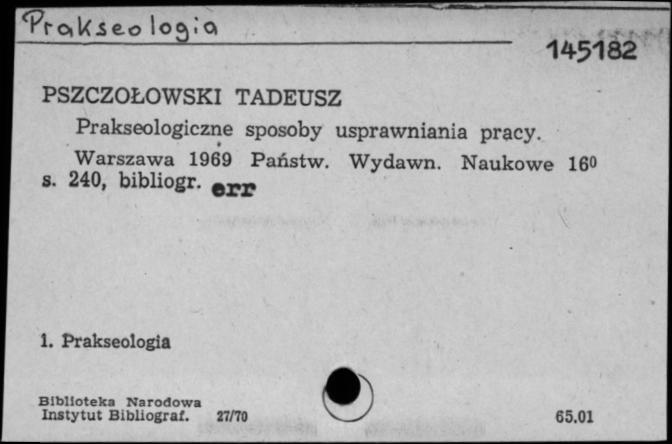 Prakseologia
145182
PSZCZOŁOWSKI TADEUSZ
Prakseologiczne sposoby usprawniania pracy.
Warszawa 1969 Państw. Wydawn. Naukowe 16⁰
s. 240, bibliogr. err
1. Prakseologia
Biblioteka Narodowa
Instytut Bibliograf. 27/70 65.01